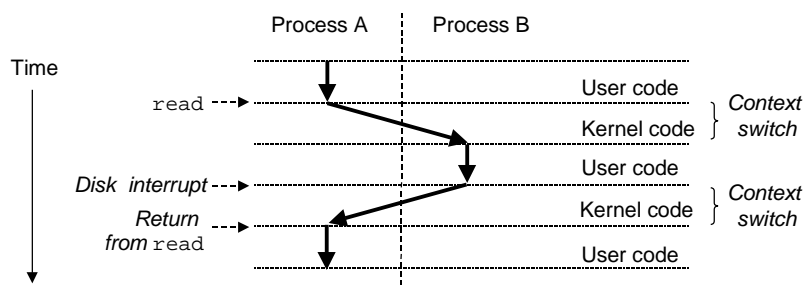 Process A Process B
Time
User code
read
Context
switch
Kernel code
User code
Disk interrupt
Context
switch
Kernel code
Return
from read
User code